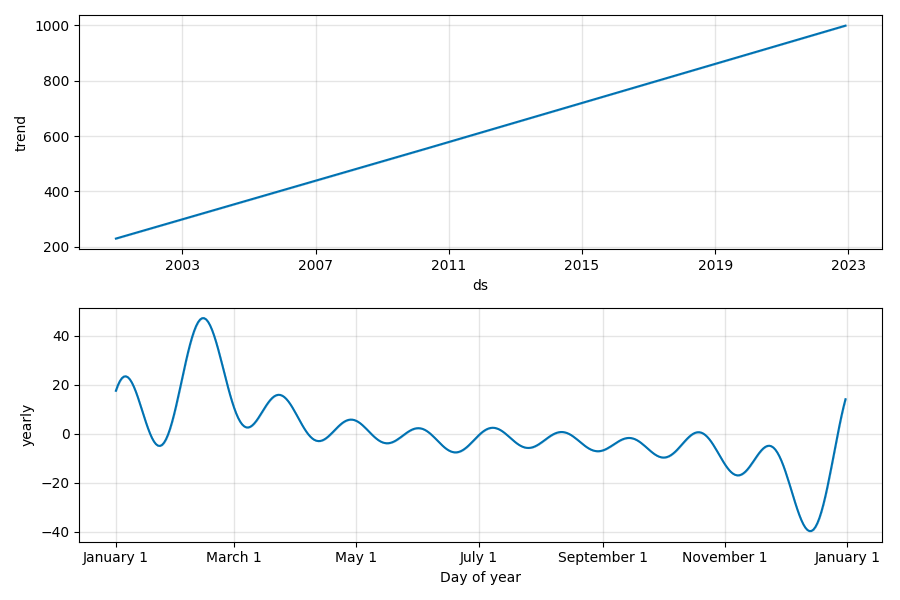 1000
800
600
400
200
trend
2003 2007 2011 2015 2019 2023
ds
40
20
0
−20
−40
yearly
January 1 March 1 May 1 July 1 September 1 November 1 January 1
Day of year